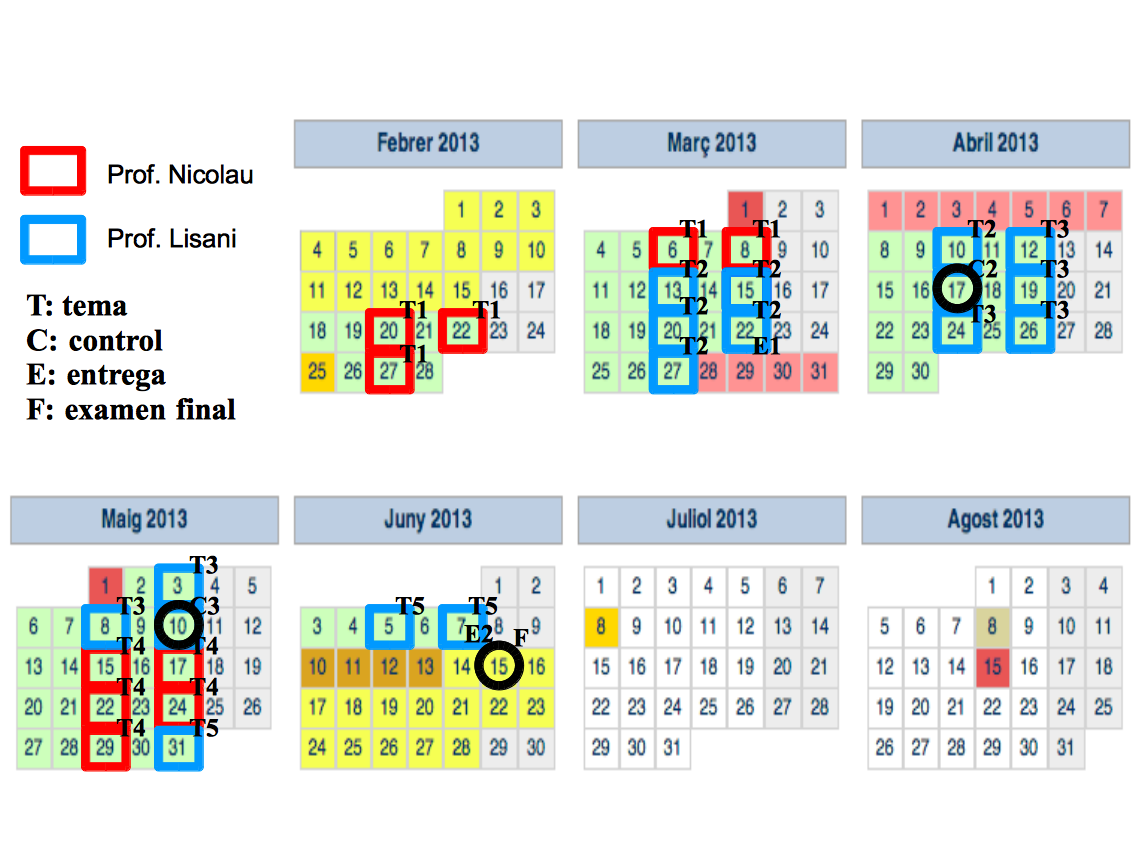 Prof. Nicolau
Prof. Lisani
T: tema
C: control
E: entrega
F: examen final
Febrer 2013
1 2 3
4 5 6 7 8 9 10
11 12 13 14 15 16 17
T1 T1
18 19 20 21 22 23 24
T1
25 26 27 28
Març 2013
1 2 3
T1 T1
4 5 6 7 8 9 10
T2 T2
11 12 13 14 15 16 17
T2 T2
18 19 20 21 22 23 24
T2 E1
25 26 27 28 29 30 31
Abril 2013
1 2 3 4 5 6 7
T2 T3
8 9 10 11 12 13 14
C2 T3
15 16 17 18 19 20 21
T3 T3
22 23 24 25 26 27 28
29 30
Maig 2013
T3
1 2 3 4 5
T3 C3
6 7 8 9 10 11 12
T4 T4
13 14 15 16 17 18 19
T4 T4
20 21 22 23 24 25 26
T4 T5
27 28 29 30 31
Juny 2013
1 2
T5 T5
3 4 5 6 7 8 9
E2 F
10 11 12 13 14 15 16
17 18 19 20 21 22 23
24 25 26 27 28 29 30
Juliol 2013
1 2 3 4 5 6 7
8 9 10 11 12 13 14
15 16 17 18 19 20 21
22 23 24 25 26 27 28
29 30 31
Agost 2013
1 2 3 4
5 6 7 8 9 10 11
12 13 14 15 16 17 18
19 20 21 22 23 24 25
26 27 28 29 30 31